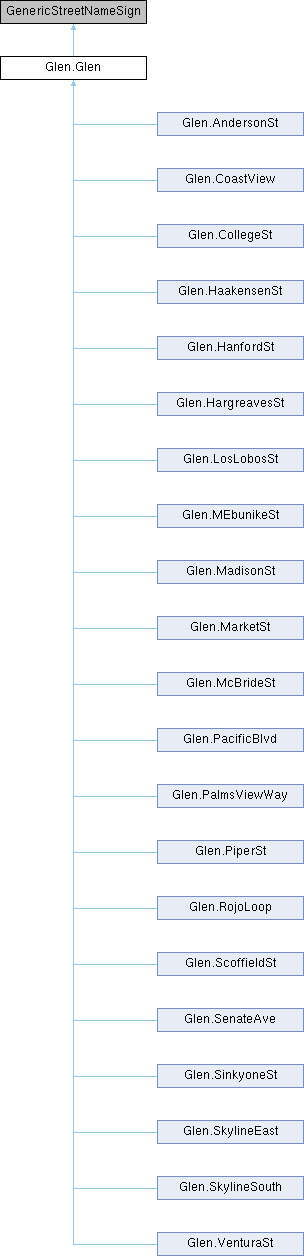 GenericStreetNameSign
Glen.Glen
Glen.AndersonSt
Glen.CoastView
Glen.CollegeSt
Glen.HaakensenSt
Glen.HanfordSt
Glen.HargreavesSt
Glen.LosLobosSt
Glen.MEbunikeSt
Glen.MadisonSt
Glen.MarketSt
Glen.McBrideSt
Glen.PacificBlvd
Glen.PalmsViewWay
Glen.PiperSt
Glen.RojoLoop
Glen.ScoffieldSt
Glen.SenateAve
Glen.SinkyoneSt
Glen.SkylineEast
Glen.SkylineSouth
Glen.VenturaSt